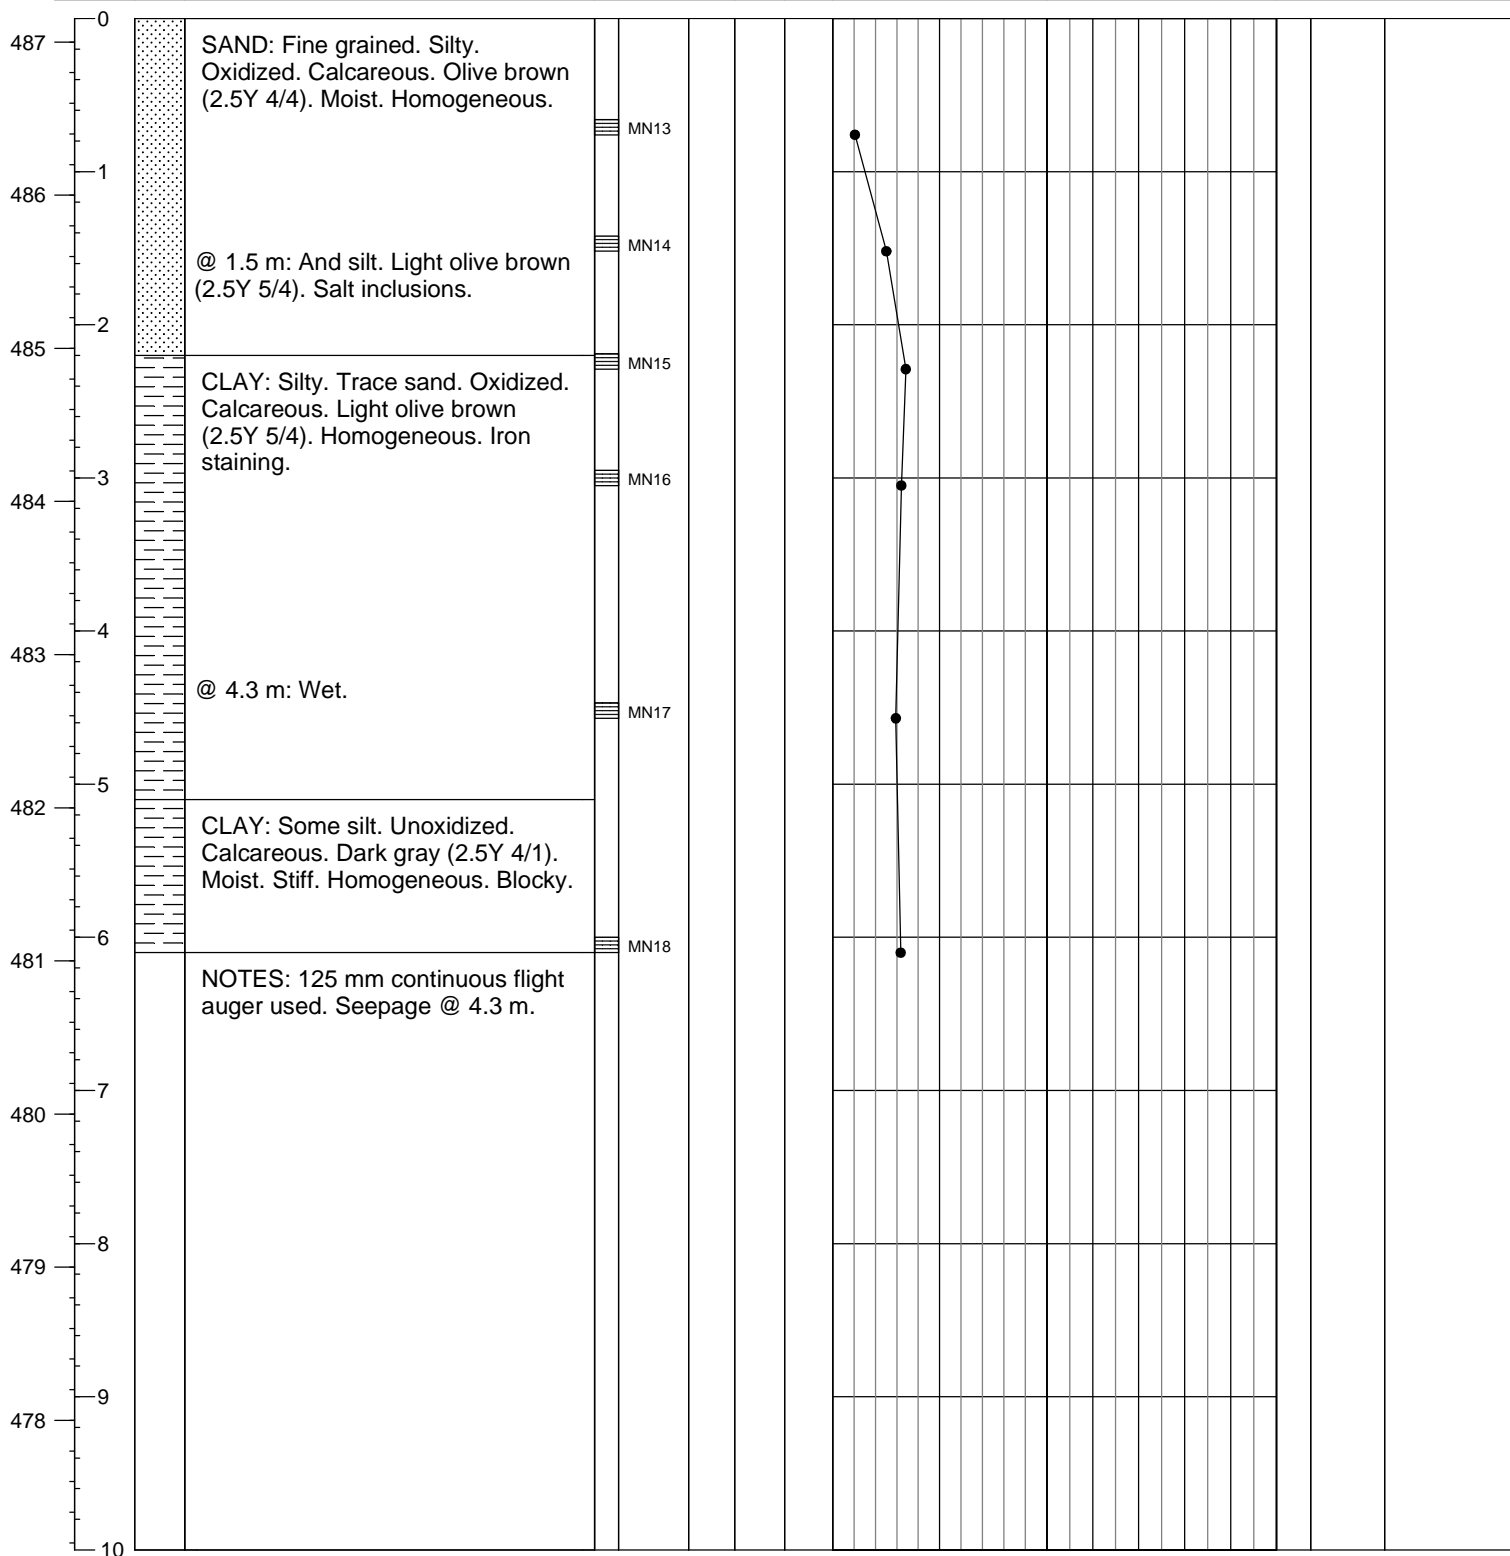 487
486
485
484
483
482
481
480
479
478
0
1
2
3
4
5
6
7
8
9
10
SAND: Fine grained. Silty.
Oxidized. Calcareous. Olive brown
(2.5Y 4/4). Moist. Homogeneous.
@ 1.5 m: And silt. Light olive brown
(2.5Y 5/4). Salt inclusions.
CLAY: Silty. Trace sand. Oxidized.
Calcareous. Light olive brown
(2.5Y 5/4). Homogeneous. Iron
staining.
@ 4.3 m: Wet.
CLAY: Some silt. Unoxidized.
Calcareous. Dark gray (2.5Y 4/1).
Moist. Stiff. Homogeneous. Blocky.
NOTES: 125 mm continuous flight
auger used. Seepage @ 4.3 m.
MN13
MN14
MN15
MN16
MN17
MN18